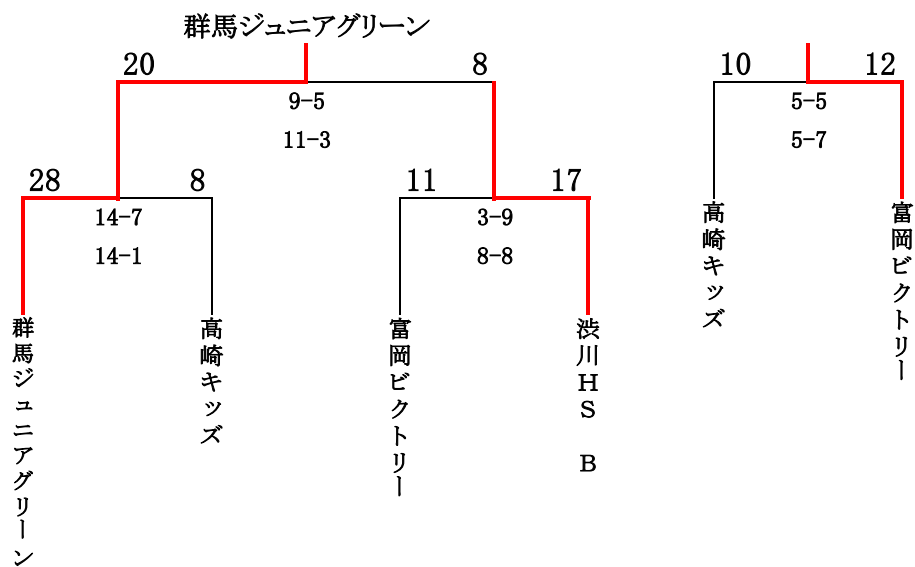 群馬ジュニアグリーン
20 8
9-5
11-3
10 12
5-5
5-7
28 8
14-7
14-1
11 17
3-9
8-8
高崎キッズ
富岡ビクトリー
群馬ジュニアグリーン
高崎キッズ
富岡ビクトリー
渋川HS B